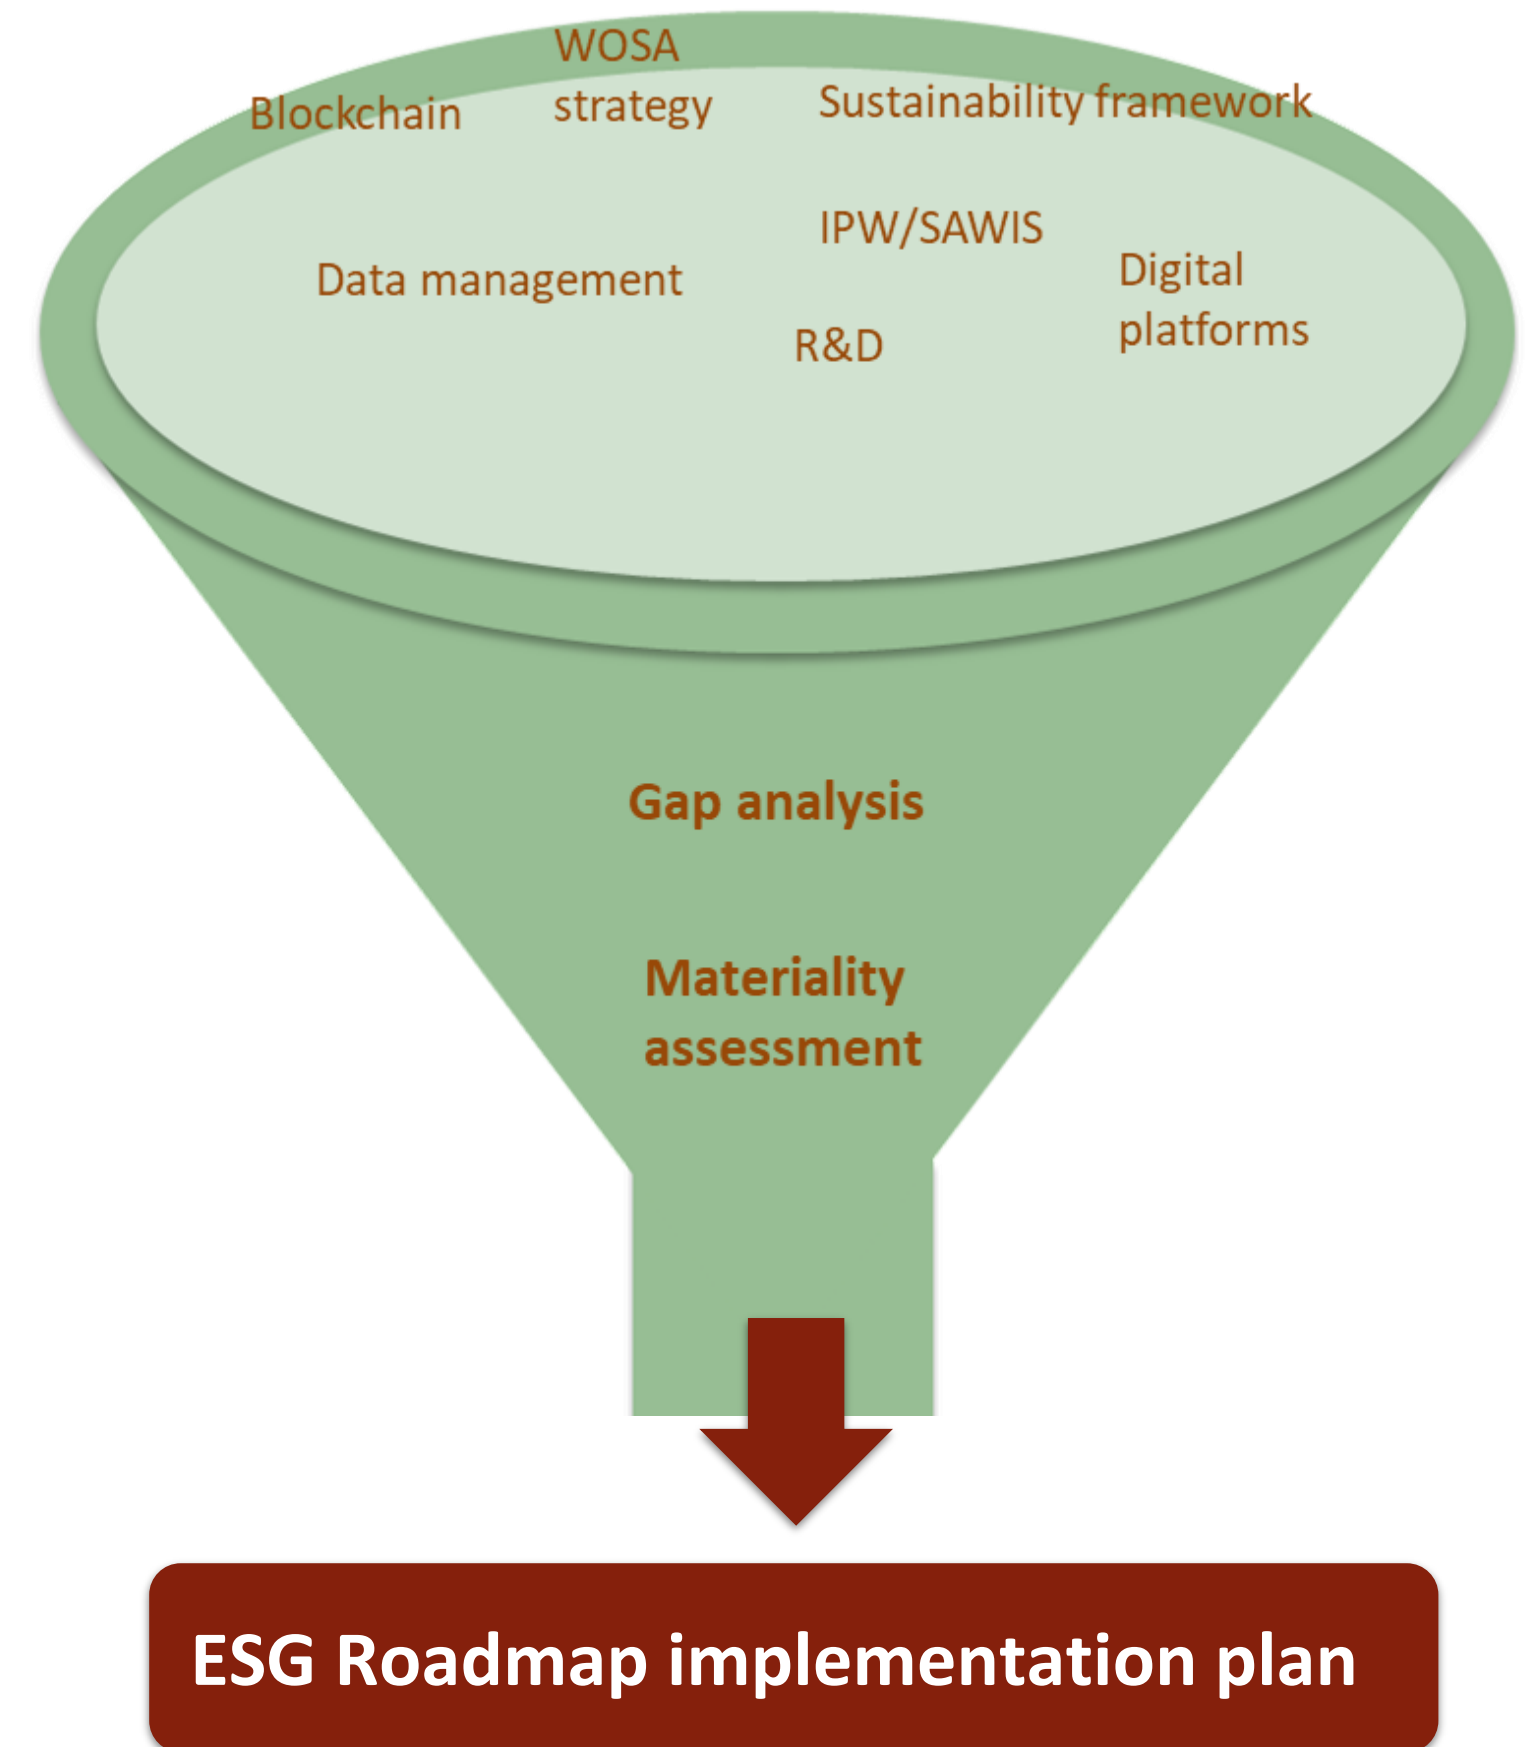 WOSA
strategy
Blockchain
Sustainability framework
IPW/SAWIS
Data management
Digital
platforms
R&D
Gap analysis
Materiality
assessment
ESG Roadmap implementation plan